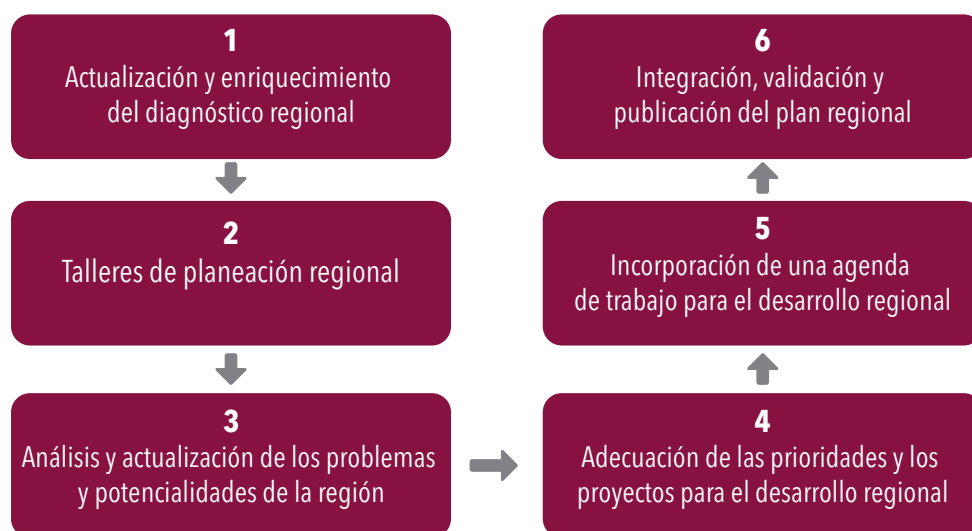 1
Actualización y enriquecimiento
del diagnóstico regional
2
Talleres de planeación regional
3
Análisis y actualización de los problemas
y potencialidades de la región
4
Adecuación de las prioridades y los
proyectos para el desarrollo regional
5
Incorporación de una agenda
de trabajo para el desarrollo regional
6
Integración, validación y
publicación del plan regional